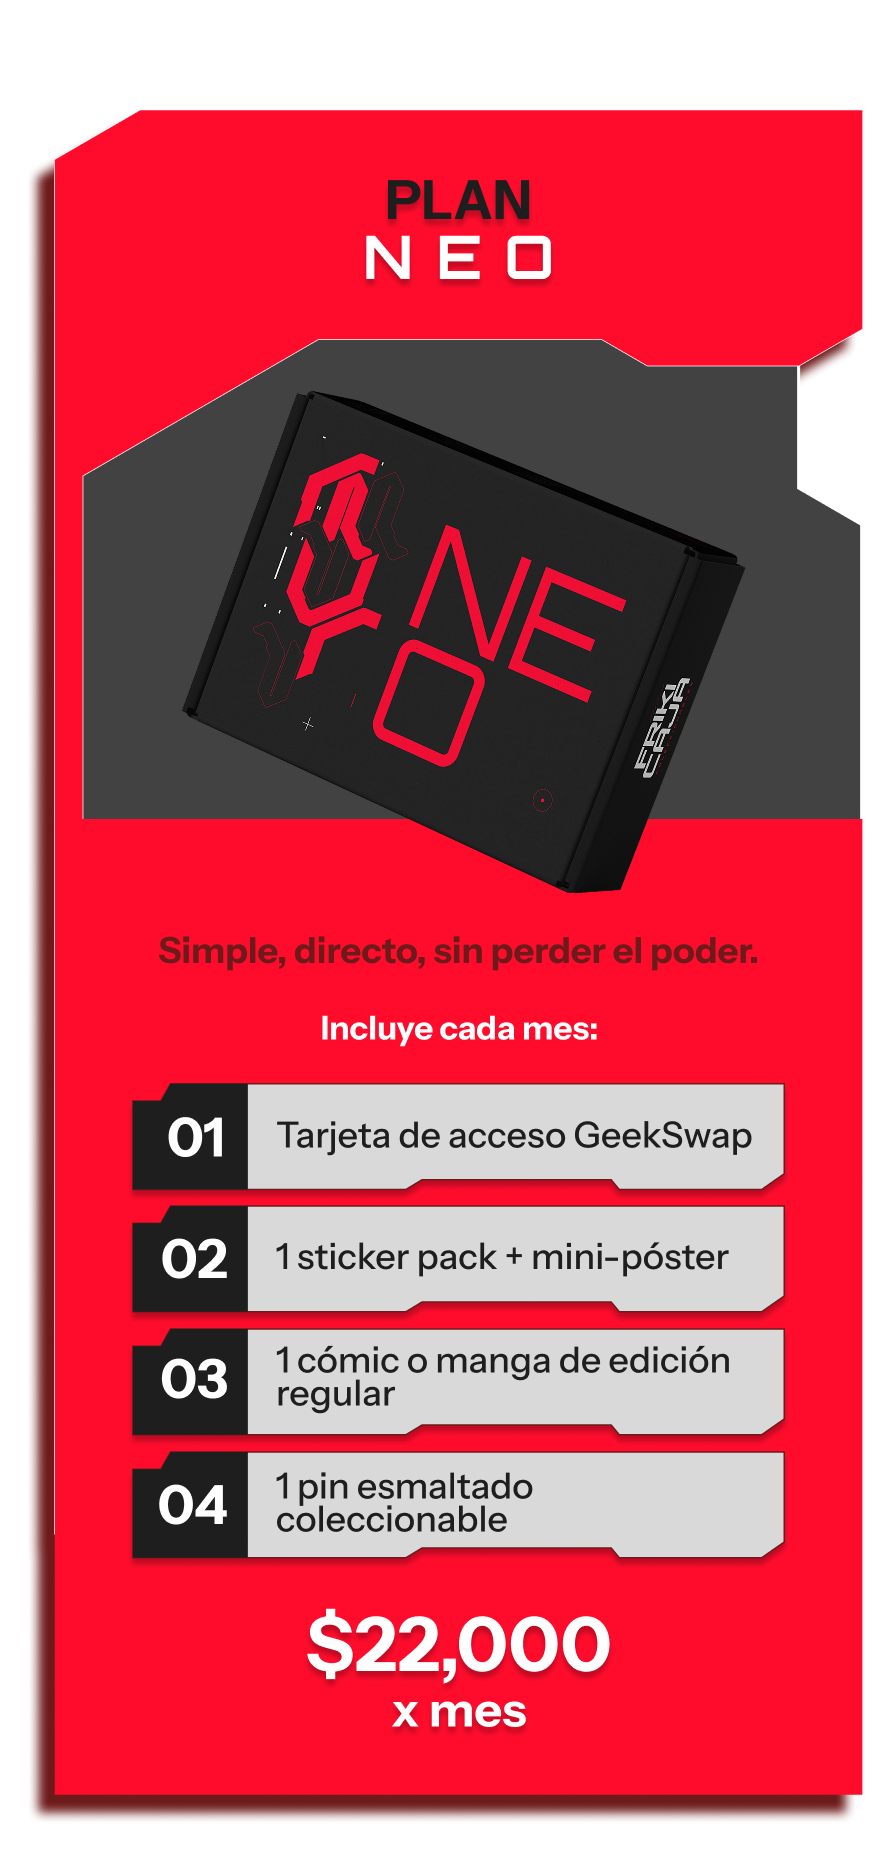 PLAN
NEO
NE
O
FRIKI
CAJA
Simple, directo, sin perder el poder.
Incluye cada mes:
01
Tarjeta de acceso GeekSwap
02
1 sticker pack + mini-póster
03
1 cómic o manga de edición
regular
04
1 pin esmaltado
coleccionable
$22,000
x mes